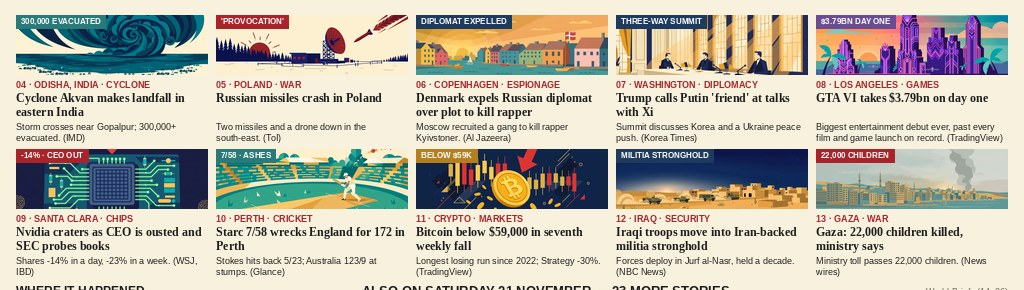 300,000 EVACUATED
04 · ODISHA, INDIA · CYCLONE
Cyclone Akvan makes landfall in
eastern India
Storm crosses near Gopalpur; 300,000+
evacuated. (IMD)
'PROVOCATION'
05 · POLAND · WAR
Russian missiles crash in Poland
Two missiles and a drone down in the
south-east. (Tol)
DIPLOMAT EXPELLED
06 · COPENHAGEN · ESPIONAGE
Denmark expels Russian diplomat
over plot to kill rapper
Moscow recruited a gang to kill rapper
Kyivstoner. (Al Jazeera)
THREE-WAY SUMMIT
07 · WASHINGTON · DIPLOMACY
Trump calls Putin 'friend' at talks
with Xi
Summit discusses Korea and a Ukraine peace
push. (Korea Times)
$3.79BN DAY ONE
08 · LOS ANGELES · GAMES
GTA VI takes $3.79bn on day one
Biggest entertainment debut ever, past every
film and game launch on record. (TradingView)
-14% · CEO OUT
09 · SANTA CLARA · CHIPS
Nvidia craters as CEO is ousted and
SEC probes books
Shares -14% in a day, -23% in a week. (WSJ,
IBD)
7/58 · ASHES
10 · PERTH · CRICKET
Starc 7/58 wrecks England for 172 in
Perth
Stokes hits back 5/23; Australia 123/9 at
stumps. (Glance)
BELOW $59K
11 · CRYPTO · MARKETS
Bitcoin below $59,000 in seventh
weekly fall
Longest losing run since 2022; Strategy -30%.
(TradingView)
MILITIA STRONGHOLD
12 · IRAQ · SECURITY
Iraqi troops move into Iran-backed
militia stronghold
Forces deploy in Jurf al-Nasr, held a decade.
(NBC News)
22,000 CHILDREN
13 · GAZA · WAR
Gaza: 22,000 children killed,
ministry says
Ministry toll passes 22,000 children. (News
wires)
WHERE IT HAPPENED
ALSO ON SATURDAY 21 NOVEMBER
23 MORE STORIES